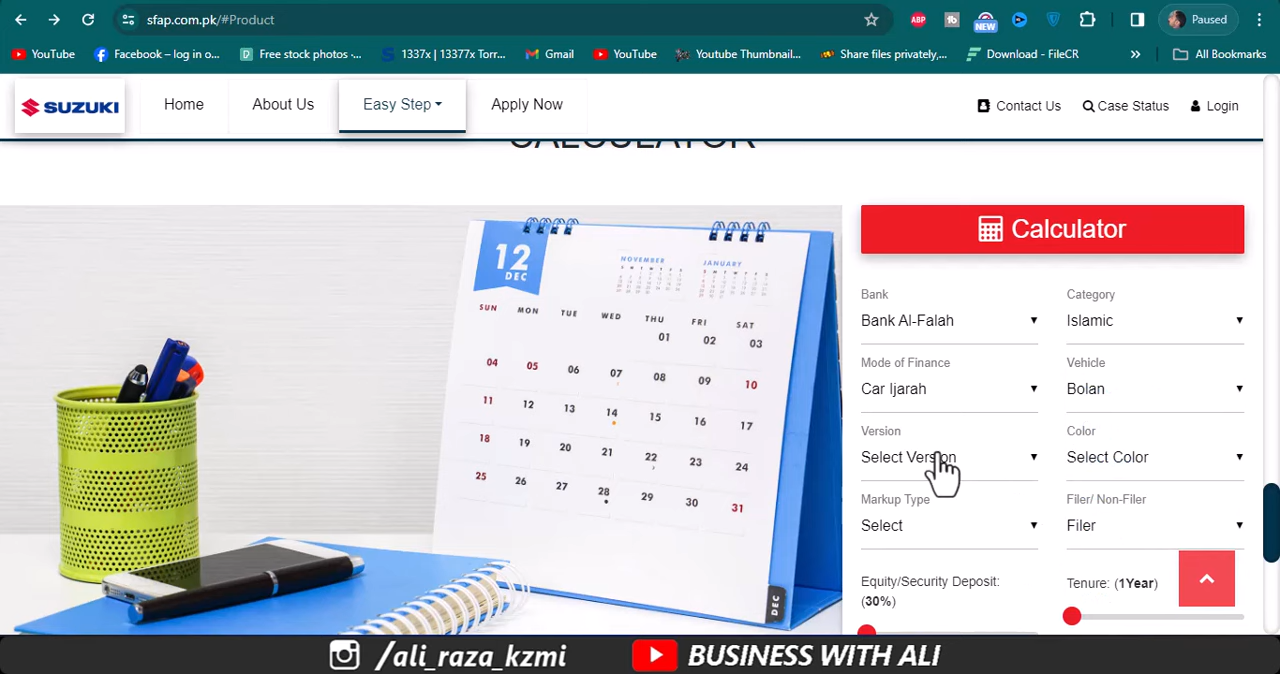 sfap.com.pk/#Product
ABP
NEW
Paused
YouTube
Facebook – log in o...
Free stock photos ·...
1337x | 13377x Torr...
Gmail
YouTube
Youtube Thumbnail...
Share files privately,...
Download - FileCR
»
All Bookmarks
SUZUKI
Home
About Us
Easy Step
Apply Now
Contact Us
Case Status
Login
CALCULATOR
Calculator
Bank
Category
Bank Al-Falah
Islamic
Mode of Finance
Vehicle
Car Ijarah
Bolan
Version
Color
Select Version
Select Color
Markup Type
Filer/ Non-Filer
Select
Filer
Equity/Security Deposit:
(30%)
Tenure: (1Year)
12
DEC
NOVEMBER
JANUARY
SUN MON TUE WED THU FRI SAT
01 02 03
04 05 06 07 08 09 10
11 12 13 14 15 16 17
18 19 20 21 22 23 24
25 26 27 28 29 30 31
DEC
/ali_raza_kzmi
BUSINESS WITH ALI